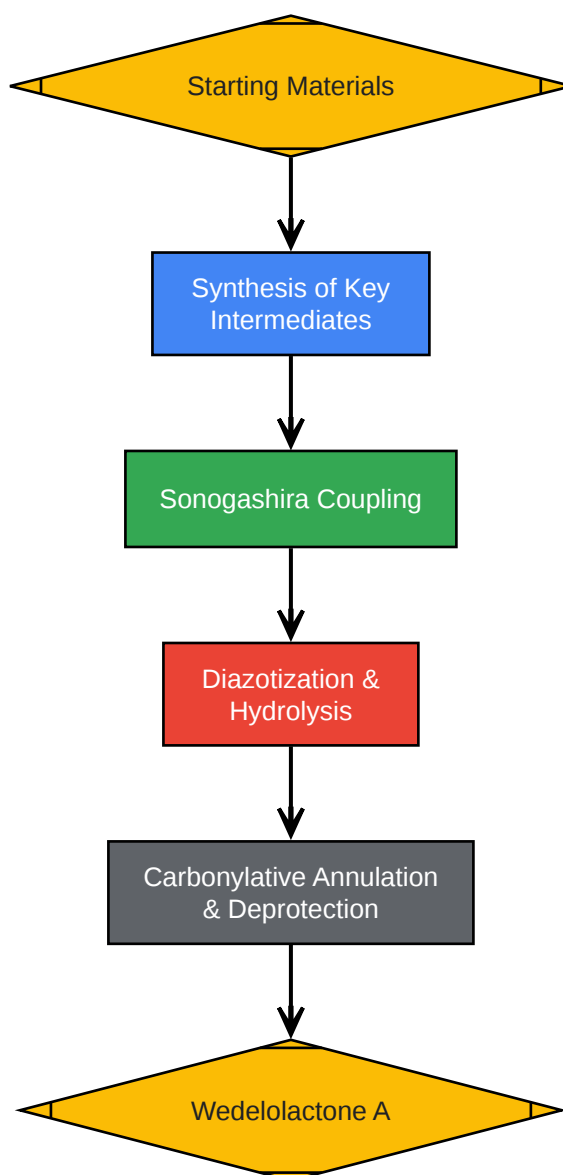 Starting Materials
Synthesis of Key
Intermediates
Sonogashira Coupling
Diazotization &
Hydrolysis
Carbonylative Annulation
& Deprotection
Wedelolactone A